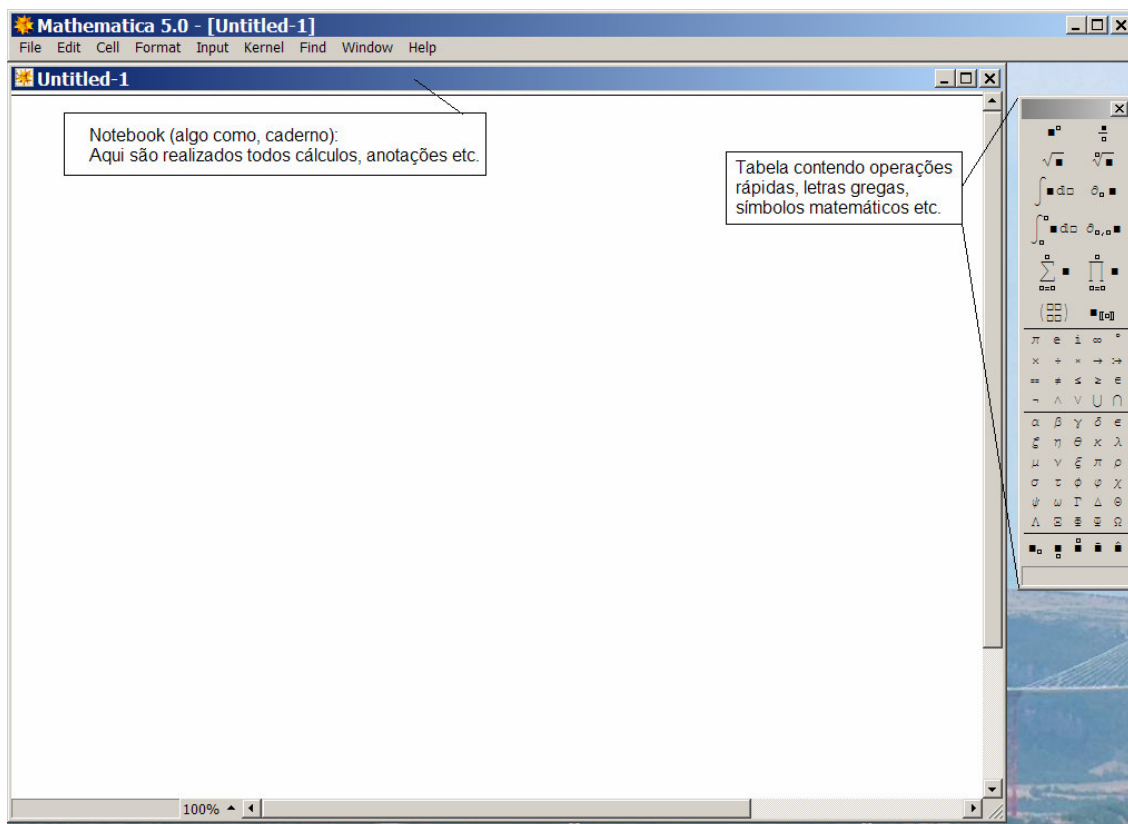 Mathematica 5.0 - [Untitled-1]
File Edit Cell Format Input Kernel Find Window Help
Untitled-1
Notebook (algo como, caderno):
Aqui são realizados todos cálculos, anotações etc.
Tabela contendo operações
rápidas, letras gregas,
símbolos matemáticos etc.
√■ ∜■
∫■ d□ ∂□ ■
∫ ■ d□ ∂□,□ ■
∑ ■ ∏ ■
π e i ∞ °
× ÷ × → :→
== ≠ ≤ ≥ ∈
¬ ∧ ∨ ∪ ∩
α β γ δ ε
ζ η θ κ λ
μ ν ξ π ρ
σ τ ϕ φ χ
ψ ω Γ Δ Θ
Λ Ξ Φ Ψ Ω
100%